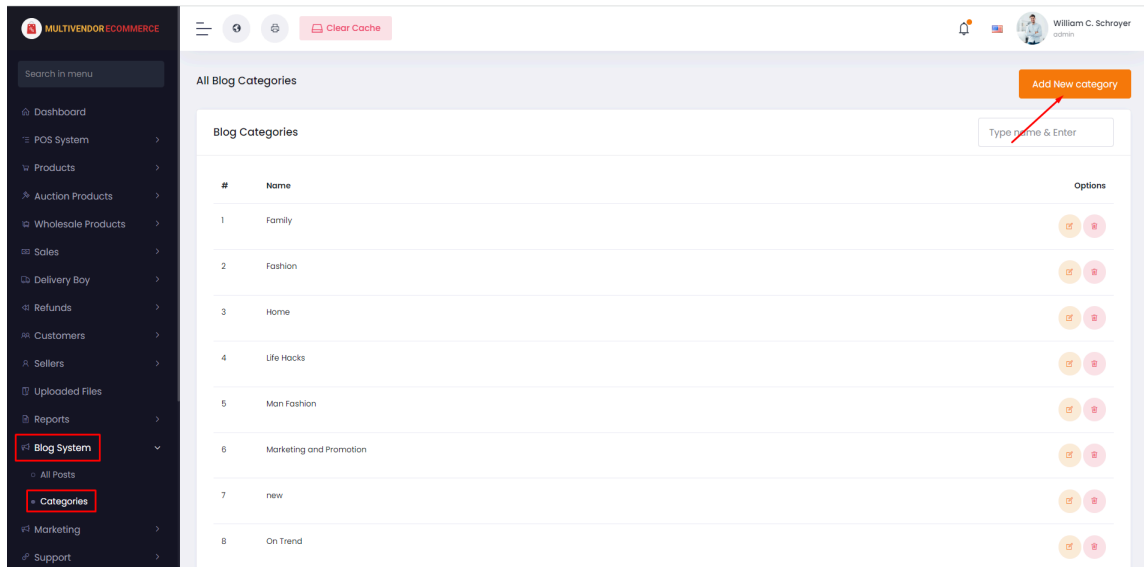 MULTIVENDOR ECOMMERCE
Clear Cache
William C. Schroyer
admin
Search in menu
Dashboard
POS System
Products
Auction Products
Wholesale Products
Sales
Delivery Boy
Refunds
Customers
Sellers
Uploaded Files
Reports
Blog System
All Posts
Categories
Marketing
Support
All Blog Categories
Add New category
Blog Categories
Type name & Enter
# Name Options
1 Family
2 Fashion
3 Home
4 Life Hacks
5 Man Fashion
6 Marketing and Promotion
7 new
8 On Trend